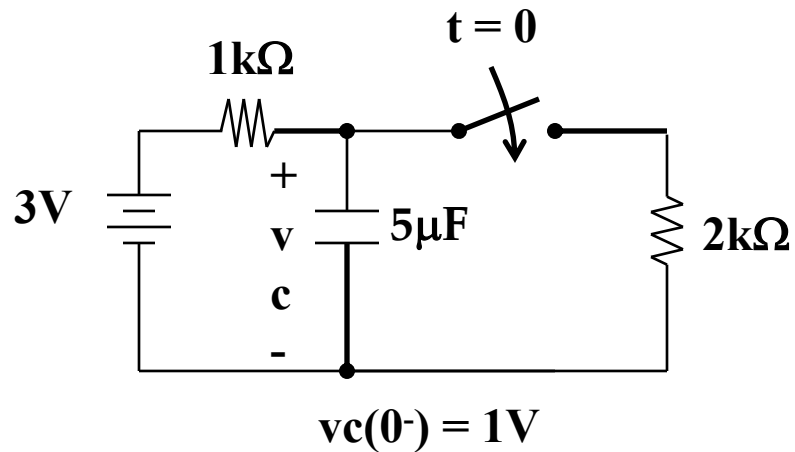 t = 0
1kΩ
3V
+
v
c
-
5μF
2kΩ
vc(0-) = 1V